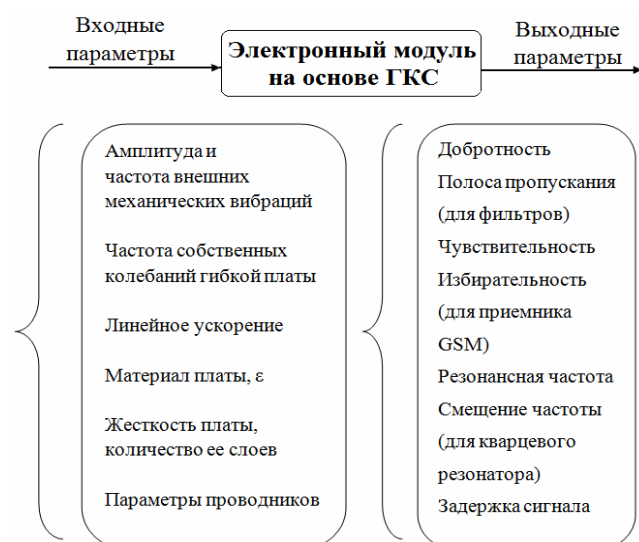 Входные
параметры
Электронный модуль
на основе ГКС
Выходные
параметры
Амплитуда и
частота внешних
механических вибраций
Частота собственных
колебаний гибкой платы
Линейное ускорение
Материал платы, ε
Жесткость платы,
количество ее слоев
Параметры проводников
Добротность
Полоса пропускания
(для фильтров)
Чувствительность
Избирательность
(для приемника
GSM)
Резонансная частота
Смещение частоты
(для кварцевого
резонатора)
Задержка сигнала